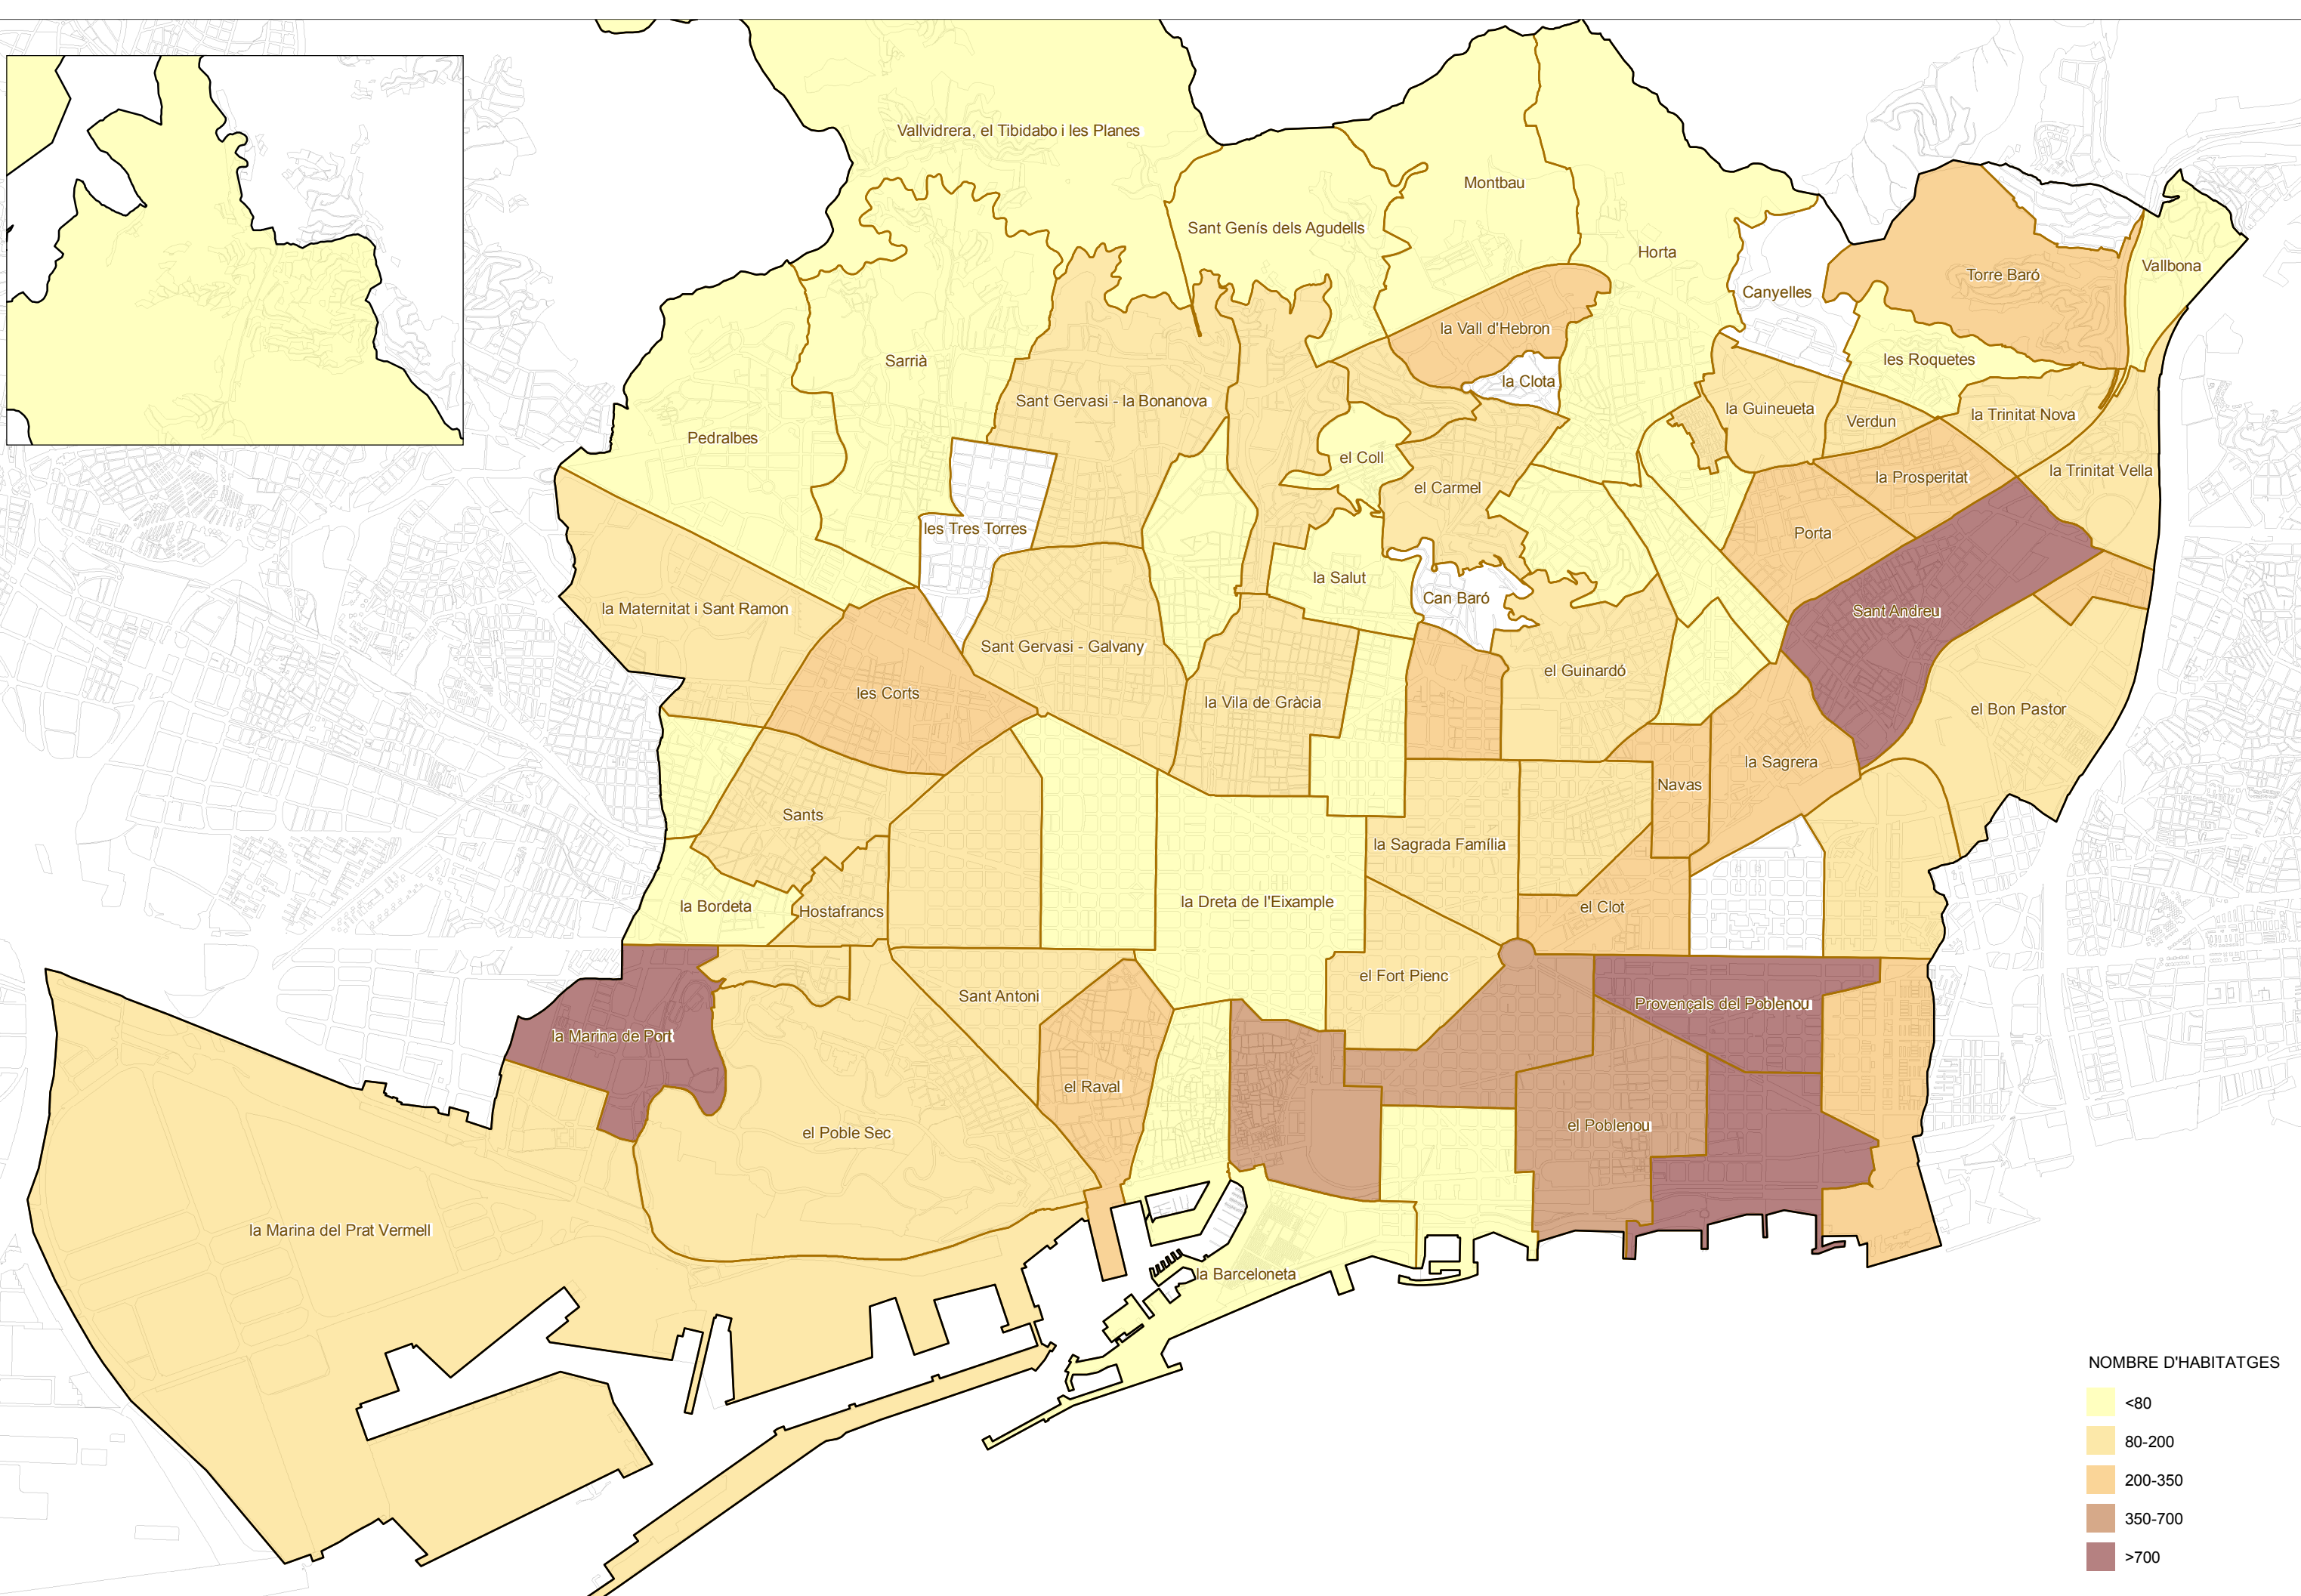 Vallvidrera, el Tibidabo i les Planes
Montbau
Sant Genís dels Agudells
Horta
Vallbona
Torre Baró
Canyelles
la Vall d'Hebron
Sarrià
les Roquetes
la Clota
Sant Gervasi - la Bonanova
la Guineueta
la Trinitat Nova
Verdun
Pedralbes
el Coll
la Trinitat Vella
la Prosperitat
el Carmel
les Tres Torres
Porta
la Salut
Can Baró
la Maternitat i Sant Ramon
Sant Andreu
Sant Gervasi - Galvany
el Guinardó
les Corts
la Vila de Gràcia
el Bon Pastor
la Sagrera
Navas
Sants
la Sagrada Família
la Dreta de l'Eixample
la Bordeta
el Clot
Hostafrancs
el Fort Pienc
Sant Antoni
Provençals del Poblenou
la Marina de Port
el Raval
el Poblenou
el Poble Sec
la Marina del Prat Vermell
la Barceloneta
NOMBRE D'HABITATGES
<80
80-200
200-350
350-700
>700